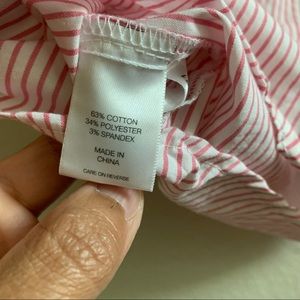 63% COTTON
34% POLYESTER
3% SPANDEX
MADE IN
CHINA
CARE ON REVERSE